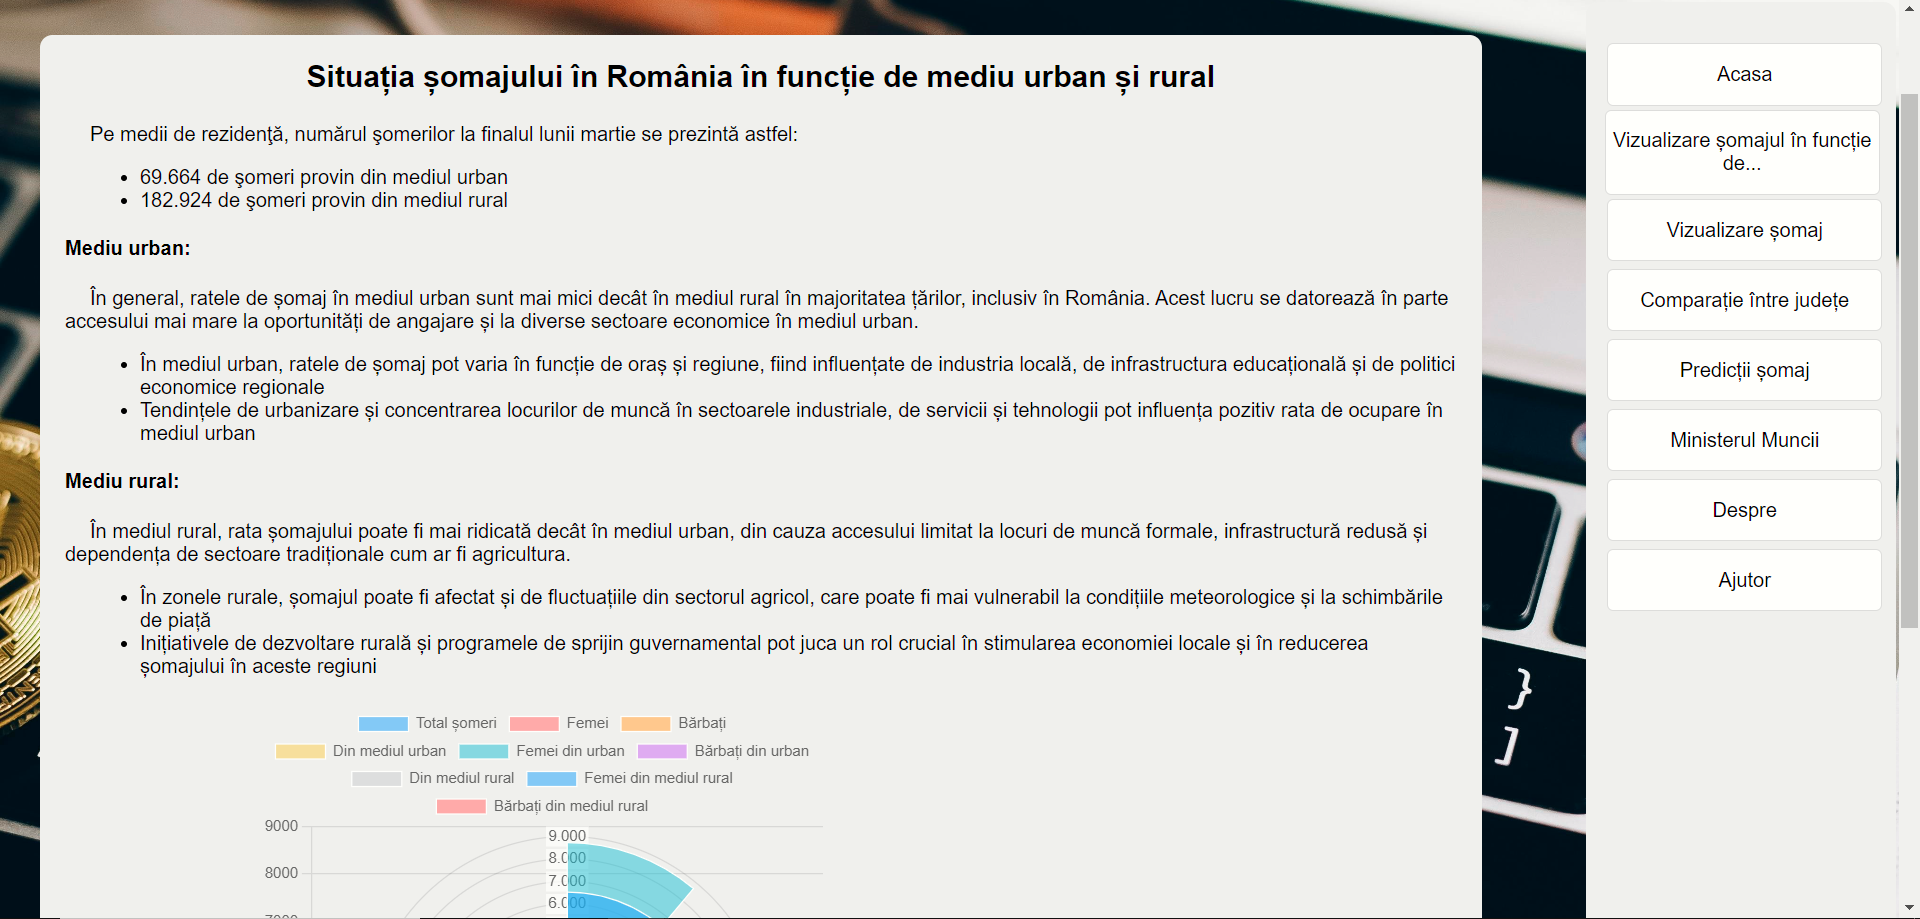 Situația șomajului în România în funcție de mediu urban și rural
Pe medii de rezidenţă, numărul şomerilor la finalul lunii martie se prezintă astfel:
69.664 de şomeri provin din mediul urban
182.924 de şomeri provin din mediul rural
Mediu urban:
În general, ratele de șomaj în mediul urban sunt mai mici decât în mediul rural în majoritatea țărilor, inclusiv în România. Acest lucru se datorează în parte
accesului mai mare la oportunități de angajare și la diverse sectoare economice în mediul urban.
În mediul urban, ratele de șomaj pot varia în funcție de oraș și regiune, fiind influențate de industria locală, de infrastructura educațională și de politici
economice regionale
Tendințele de urbanizare și concentrarea locurilor de muncă în sectoarele industriale, de servicii și tehnologii pot influența pozitiv rata de ocupare în
mediul urban
Mediu rural:
În mediul rural, rata șomajului poate fi mai ridicată decât în mediul urban, din cauza accesului limitat la locuri de muncă formale, infrastructură redusă și
dependența de sectoare tradiționale cum ar fi agricultura.
În zonele rurale, șomajul poate fi afectat și de fluctuațiile din sectorul agricol, care poate fi mai vulnerabil la condițiile meteorologice și la schimbările
de piață
Inițiativele de dezvoltare rurală și programele de sprijin guvernamental pot juca un rol crucial în stimularea economiei locale și în reducerea
șomajului în aceste regiuni
Total șomeri Femei Bărbați
Din mediul urban Femei din urban Bărbați din urban
Din mediul rural Femei din mediul rural
Bărbați din mediul rural
9000
8000
9.000
8.000
7.000
6.000
Acasa
Vizualizare șomajul în funcție
de...
Vizualizare șomaj
Comparație între județe
Predicții șomaj
Ministerul Muncii
Despre
Ajutor
}
]